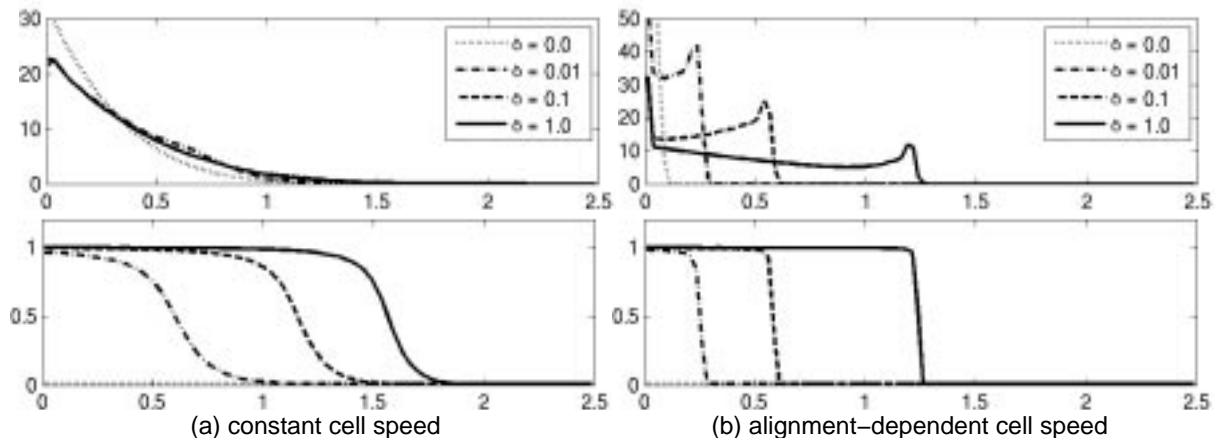 30
20
10
0
0 0.5 1 1.5 2 2.5
δ = 0.0
δ = 0.01
δ = 0.1
δ = 1.0
50
40
30
20
10
0
0 0.5 1 1.5 2 2.5
δ = 0.0
δ = 0.01
δ = 0.1
δ = 1.0
1
0.5
0
0 0.5 1 1.5 2 2.5
(a) constant cell speed
1
0.5
0
0 0.5 1 1.5 2 2.5
(b) alignment–dependent cell speed